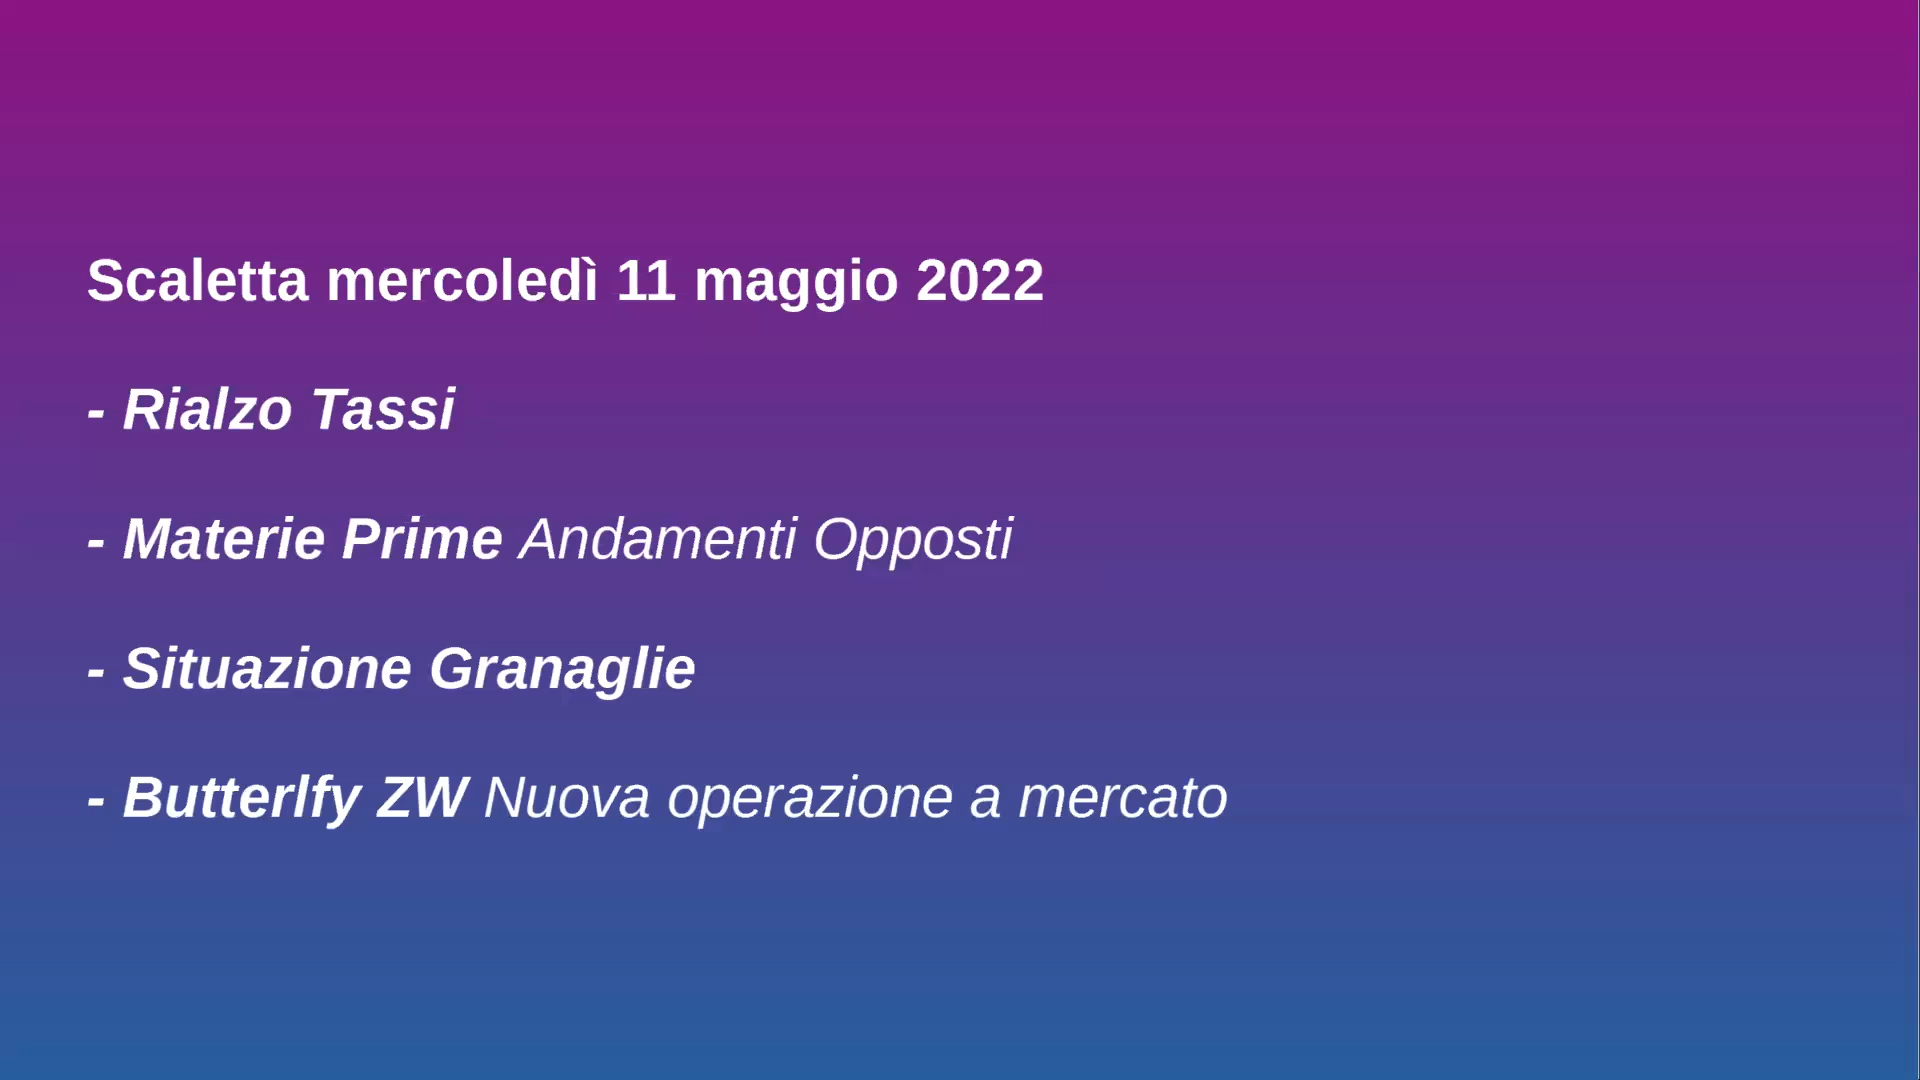 Scaletta mercoledì 11 maggio 2022
- Rialzo Tassi
- Materie Prime Andamenti Opposti
- Situazione Granaglie
- Butterlfy ZW Nuova operazione a mercato